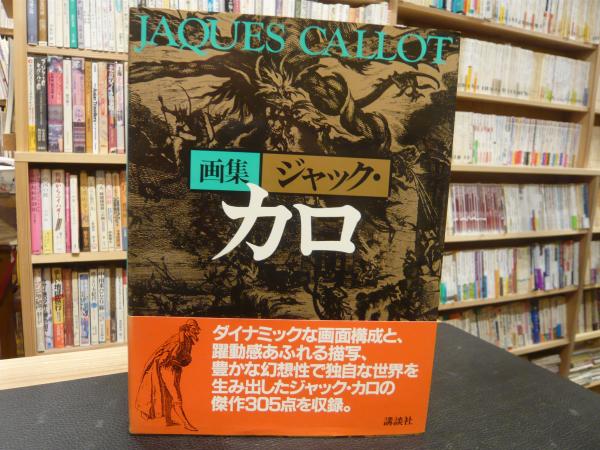 JAQUES CALLOT
画集
ジャック・
カロ
ダイナミックな画面構成と、
躍動感あふれる描写、
豊かな幻想性で独自な世界を
生み出したジャック・カロの
傑作305点を収録。
講談社